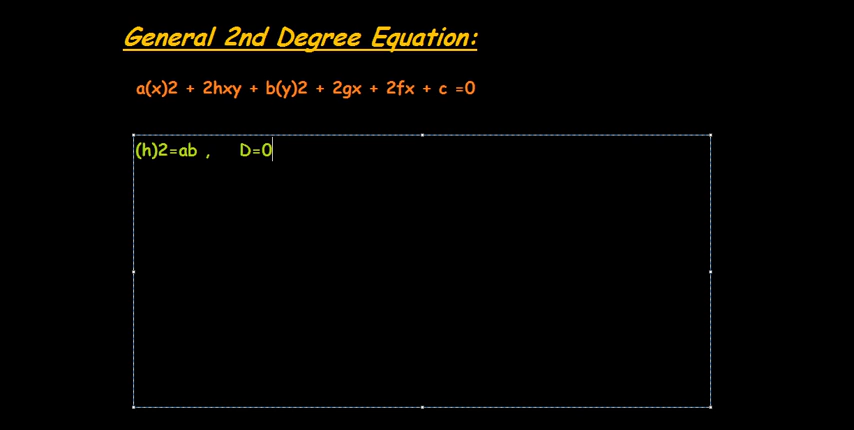 General 2nd Degree Equation:
a(x)2 + 2hxy + b(y)2 + 2gx + 2fx + c =0
(h)2=ab , D=0